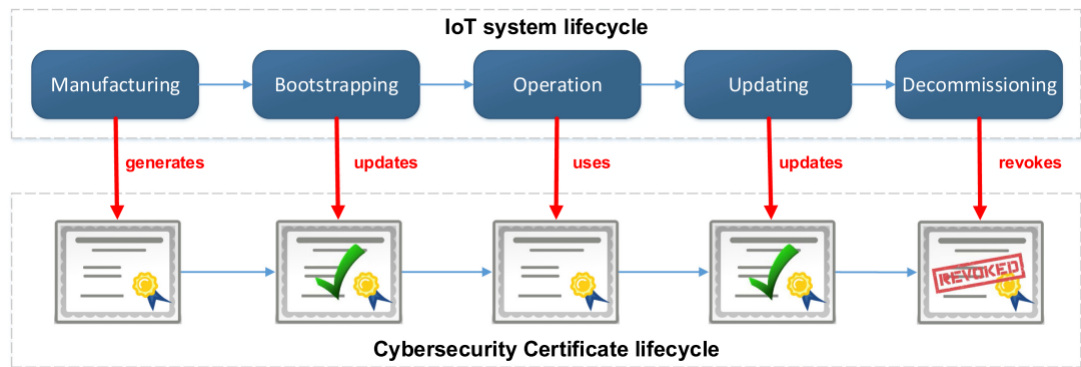 IoT system lifecycle
Manufacturing
Bootstrapping
Operation
Updating
Decommissioning
generates
updates
uses
updates
revokes
REVOKED
Cybersecurity Certificate lifecycle